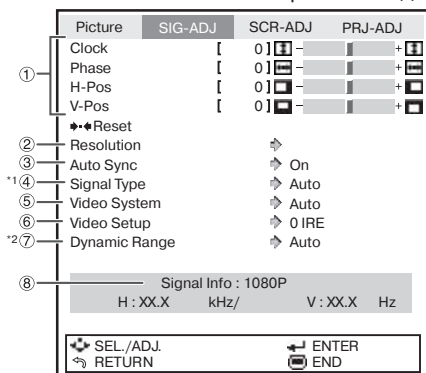 Picture SIG-ADJ SCR-ADJ PRJ-ADJ
① Clock [ 0 ] - +
Phase [ 0 ] - +
H-Pos [ 0 ] - +
V-Pos [ 0 ] - +
Reset
② Resolution
③ Auto Sync On
*1 ④ Signal Type Auto
⑤ Video System Auto
⑥ Video Setup 0 IRE
*2 ⑦ Dynamic Range Auto
⑧ Signal Info : 1080P
H : XX.X kHz/ V : XX.X Hz
SEL./ADJ. ENTER
RETURN END